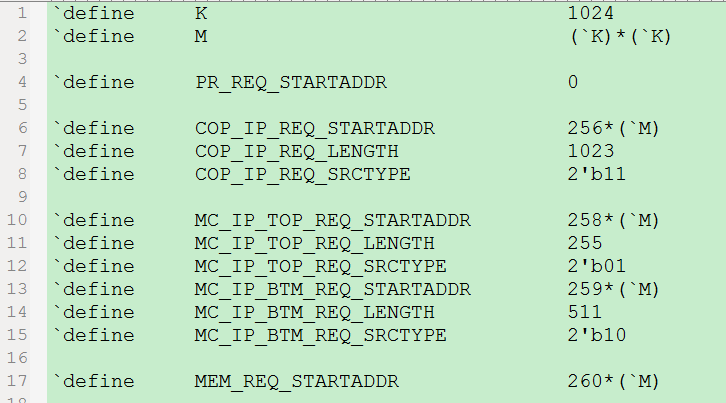 1 `define K 1024
2 `define M (`K)*(`K)
3
4 `define PR_REQ_STARTADDR 0
5
6 `define COP_IP_REQ_STARTADDR 256*(`M)
7 `define COP_IP_REQ_LENGTH 1023
8 `define COP_IP_REQ_SRCTYPE 2'b11
9
10 `define MC_IP_TOP_REQ_STARTADDR 258*(`M)
11 `define MC_IP_TOP_REQ_LENGTH 255
12 `define MC_IP_TOP_REQ_SRCTYPE 2'b01
13 `define MC_IP_BTM_REQ_STARTADDR 259*(`M)
14 `define MC_IP_BTM_REQ_LENGTH 511
15 `define MC_IP_BTM_REQ_SRCTYPE 2'b10
16
17 `define MEM_REQ_STARTADDR 260*(`M)